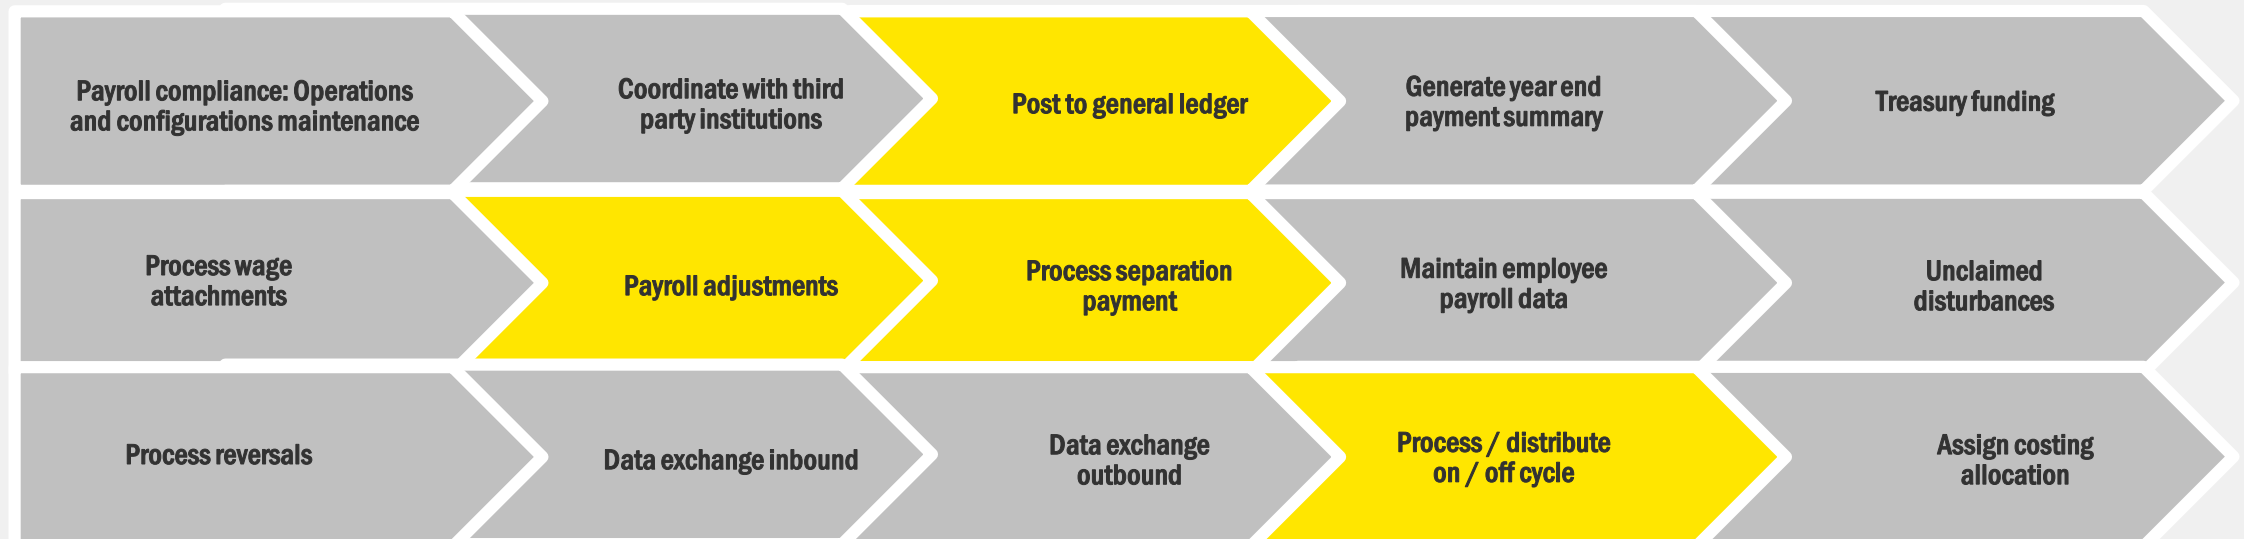 Payroll compliance: Operations
and configurations maintenance
Coordinate with third
party institutions
Post to general ledger
Generate year end
payment summary
Treasury funding
Process wage
attachments
Payroll adjustments
Process separation
payment
Maintain employee
payroll data
Unclaimed
disturbances
Process reversals
Data exchange inbound
Data exchange
outbound
Process / distribute
on / off cycle
Assign costing
allocation